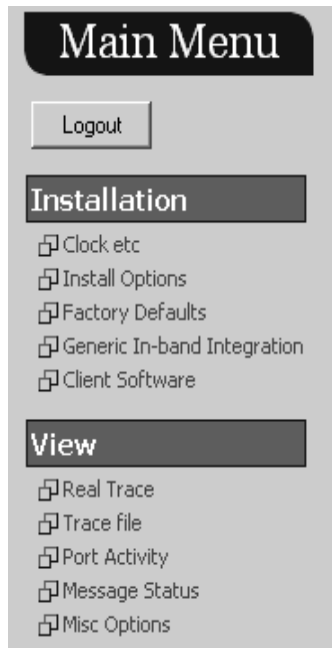 Main Menu
Logout
Installation
Clock etc
Install Options
Factory Defaults
Generic In-band Integration
Client Software
View
Real Trace
Trace file
Port Activity
Message Status
Misc Options